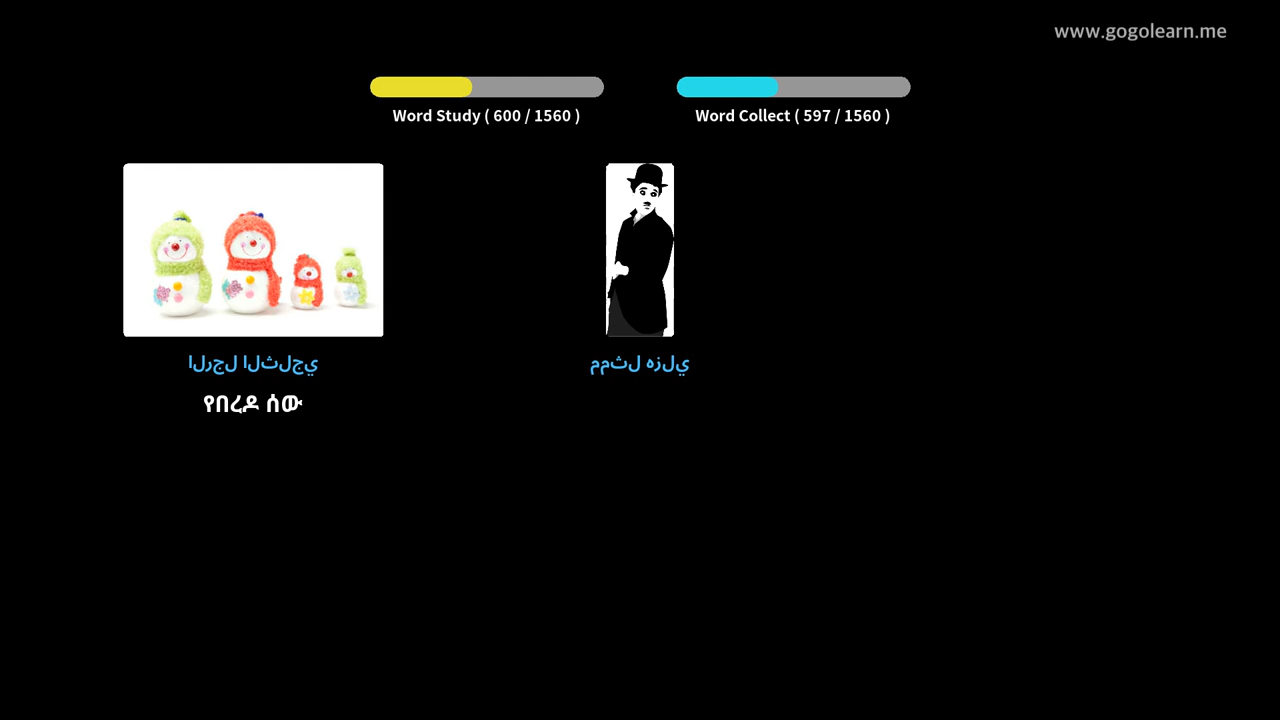 www.gogolearn.me
Word Study ( 600 / 1560 )
Word Collect ( 597 / 1560 )
الرجل الثلجي
ممثل هزلي
የበረዶ ሰው